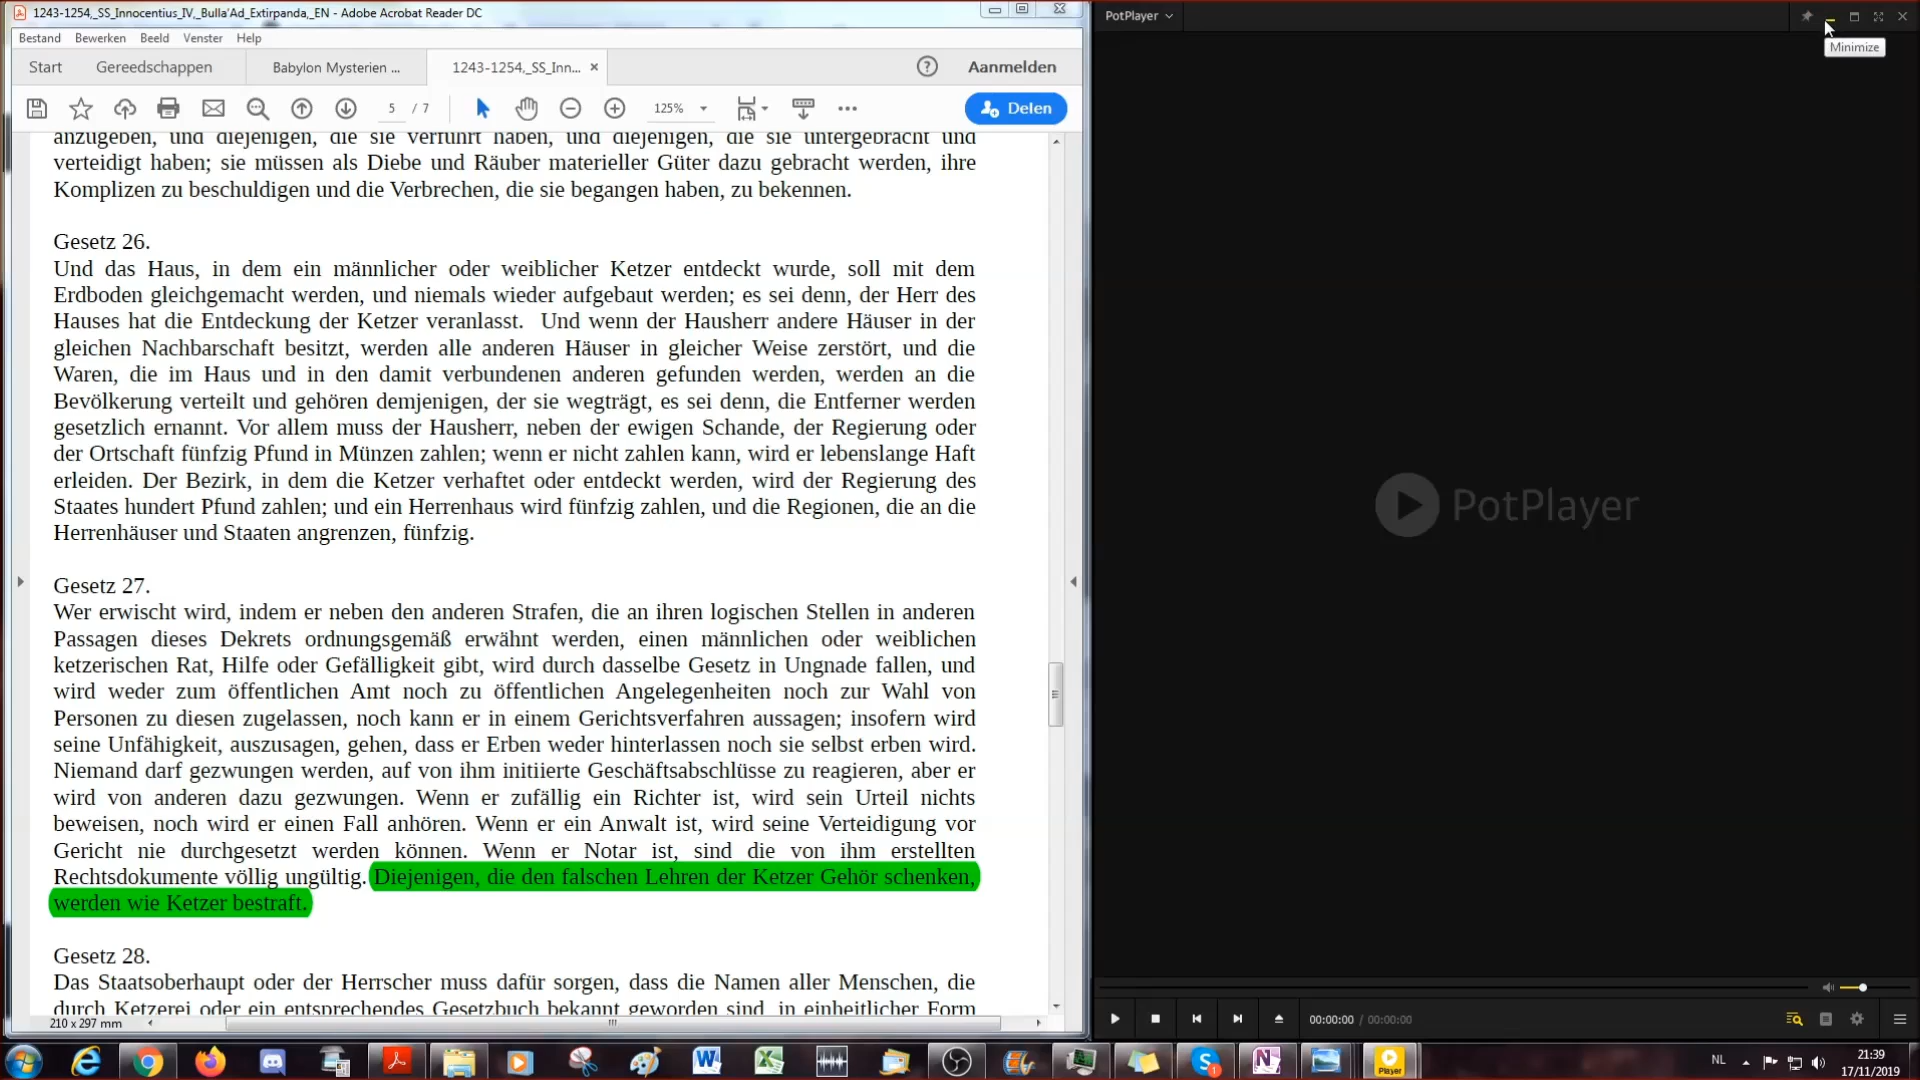 1243-1254,_SS_Innocentius_IV,_Bulla'Ad_Extirpanda,_EN - Adobe Acrobat Reader DC
Bestand Bewerken Beeld Venster Help
Start Gereedschappen Babylon Mysterien ... 1243-1254,_SS_Inn... × ? Aanmelden
5 / 7 125% Delen
anzugeben, und diejenigen, die sie verführt haben, und diejenigen, die sie untergebracht und
verteidigt haben; sie müssen als Diebe und Räuber materieller Güter dazu gebracht werden, ihre
Komplizen zu beschuldigen und die Verbrechen, die sie begangen haben, zu bekennen.
Gesetz 26.
Und das Haus, in dem ein männlicher oder weiblicher Ketzer entdeckt wurde, soll mit dem
Erdboden gleichgemacht werden, und niemals wieder aufgebaut werden; es sei denn, der Herr des
Hauses hat die Entdeckung der Ketzer veranlasst. Und wenn der Hausherr andere Häuser in der
gleichen Nachbarschaft besitzt, werden alle anderen Häuser in gleicher Weise zerstört, und die
Waren, die im Haus und in den damit verbundenen anderen gefunden werden, werden an die
Bevölkerung verteilt und gehören demjenigen, der sie wegträgt, es sei denn, die Entferner werden
gesetzlich ernannt. Vor allem muss der Hausherr, neben der ewigen Schande, der Regierung oder
der Ortschaft fünfzig Pfund in Münzen zahlen; wenn er nicht zahlen kann, wird er lebenslange Haft
erleiden. Der Bezirk, in dem die Ketzer verhaftet oder entdeckt werden, wird der Regierung des
Staates hundert Pfund zahlen; und ein Herrenhaus wird fünfzig zahlen, und die Regionen, die an die
Herrenhäuser und Staaten angrenzen, fünfzig.
Gesetz 27.
Wer erwischt wird, indem er neben den anderen Strafen, die an ihren logischen Stellen in anderen
Passagen dieses Dekrets ordnungsgemäß erwähnt werden, einen männlichen oder weiblichen
ketzerischen Rat, Hilfe oder Gefälligkeit gibt, wird durch dasselbe Gesetz in Ungnade fallen, und
wird weder zum öffentlichen Amt noch zu öffentlichen Angelegenheiten noch zur Wahl von
Personen zu diesen zugelassen, noch kann er in einem Gerichtsverfahren aussagen; insofern wird
seine Unfähigkeit, auszusagen, gehen, dass er Erben weder hinterlassen noch sie selbst erben wird.
Niemand darf gezwungen werden, auf von ihm initiierte Geschäftsabschlüsse zu reagieren, aber er
wird von anderen dazu gezwungen. Wenn er zufällig ein Richter ist, wird sein Urteil nichts
beweisen, noch wird er einen Fall anhören. Wenn er ein Anwalt ist, wird seine Verteidigung vor
Gericht nie durchgesetzt werden können. Wenn er Notar ist, sind die von ihm erstellten
Rechtsdokumente völlig ungültig. Diejenigen, die den falschen Lehren der Ketzer Gehör schenken,
werden wie Ketzer bestraft.
Gesetz 28.
Das Staatsoberhaupt oder der Herrscher muss dafür sorgen, dass die Namen aller Menschen, die
durch Ketzerei oder ein entsprechendes Gesetzbuch bekannt geworden sind, in einheitlicher Form
210 x 297 mm
PotPlayer
Minimize
PotPlayer
00:00:00 / 00:00:00
Player
NL
21:39
17/11/2019